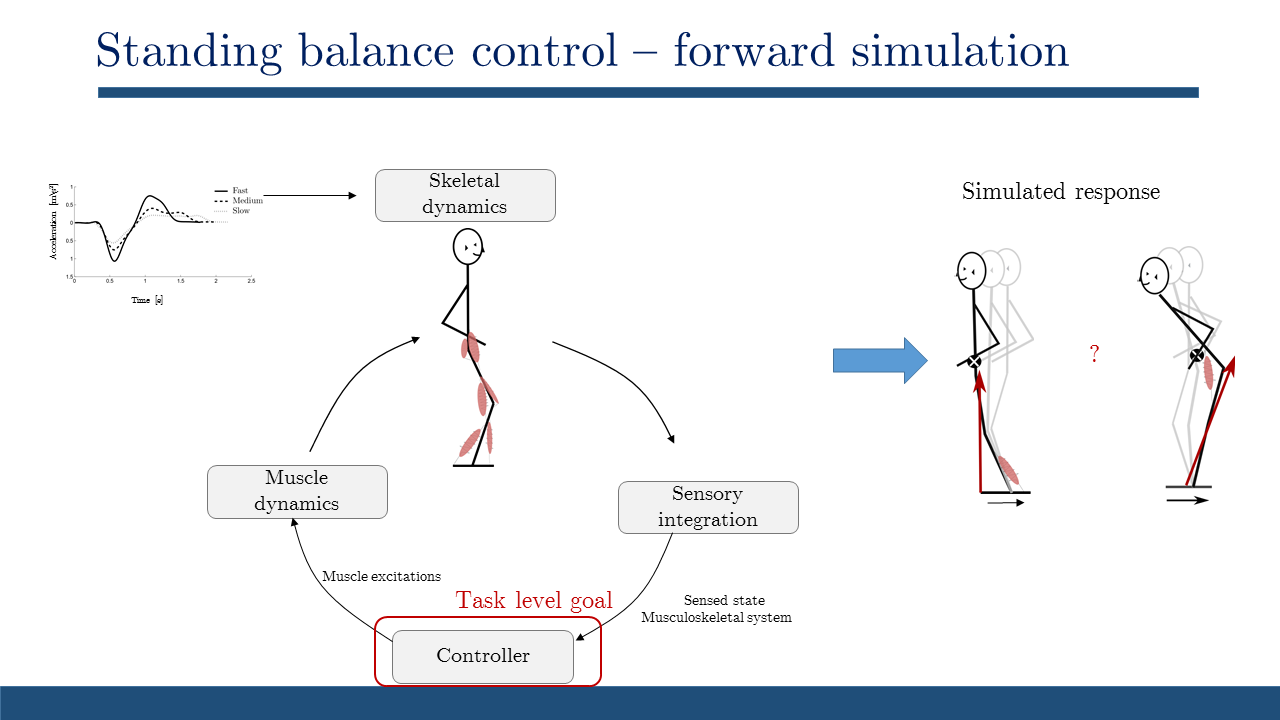 Standing balance control – forward simulation
Acceleration [m/s²]
1
0.5
0
0.5
1
1.5
0
0.5
1
1.5
2
2.5
Time [s]
Fast
Medium
Slow
Skeletal
dynamics
Simulated response
?
Muscle
dynamics
Sensory
integration
Muscle excitations
Task level goal
Sensed state
Musculoskeletal system
Controller